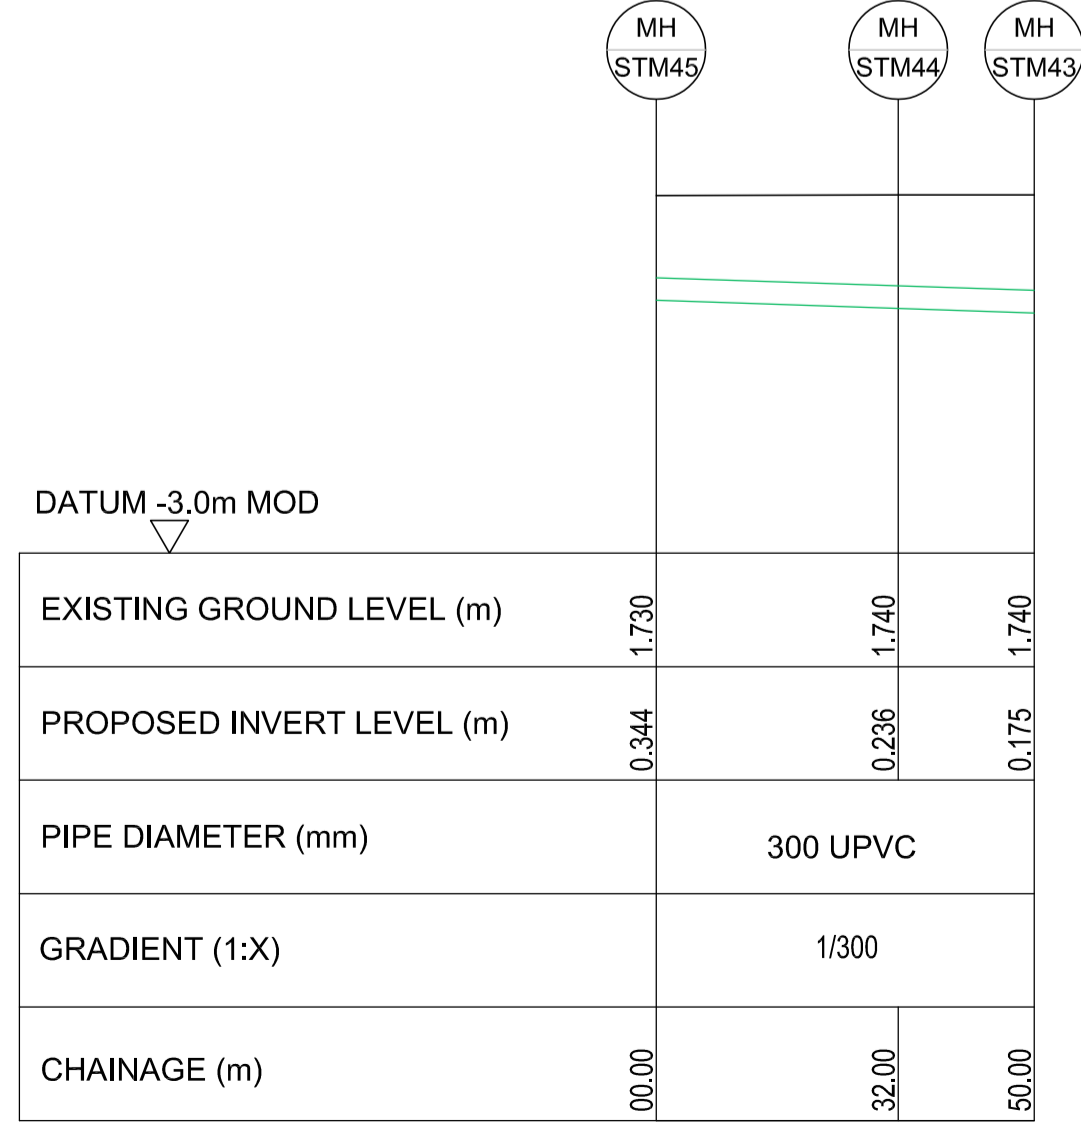 MH
STM45
MH
STM44
MH
STM43
DATUM -3.0m MOD
EXISTING GROUND LEVEL (m) 1.730 1.740 1.740
PROPOSED INVERT LEVEL (m) 0.344 0.236 0.175
PIPE DIAMETER (mm) 300 UPVC
GRADIENT (1:X) 1/300
CHAINAGE (m) 00.00 32.00 50.00